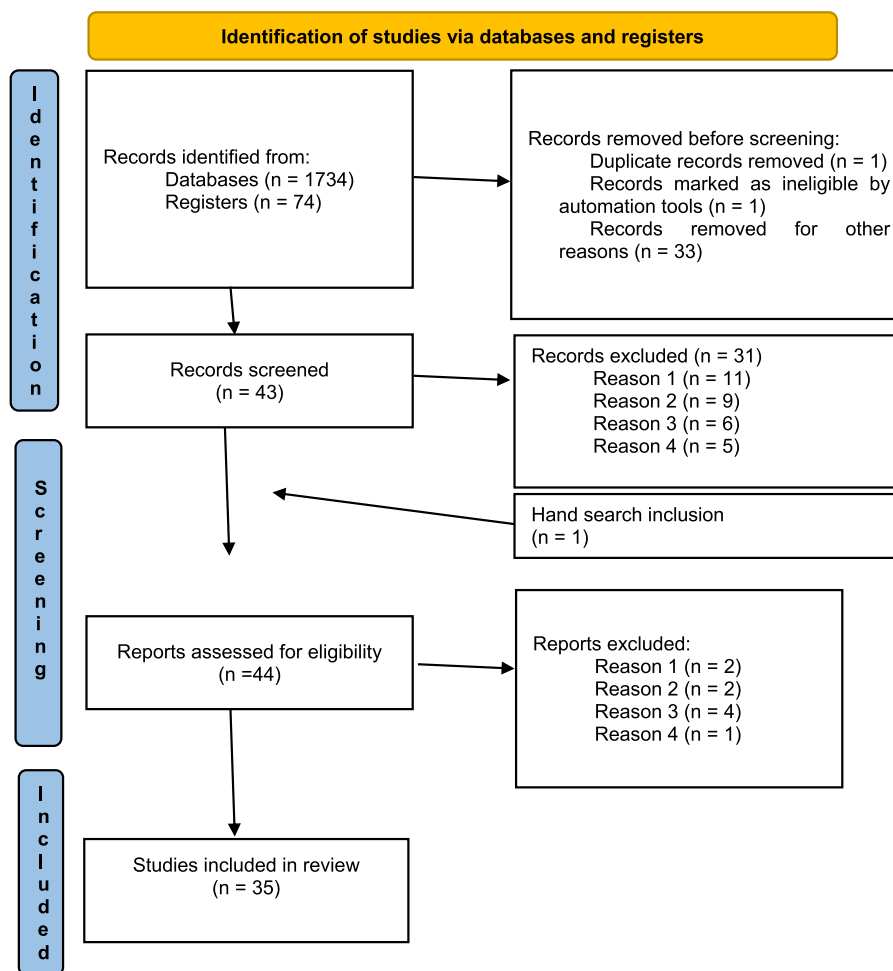 Identification of studies via databases and registers
Identification
Records identified from:
Databases (n = 1734)
Registers (n = 74)
Records removed before screening:
Duplicate records removed (n = 1)
Records marked as ineligible by
automation tools (n = 1)
Records removed for other
reasons (n = 33)
Records screened
(n = 43)
Records excluded (n = 31)
Reason 1 (n = 11)
Reason 2 (n = 9)
Reason 3 (n = 6)
Reason 4 (n = 5)
Screening
Hand search inclusion
(n = 1)
Reports assessed for eligibility
(n =44)
Reports excluded:
Reason 1 (n = 2)
Reason 2 (n = 2)
Reason 3 (n = 4)
Reason 4 (n = 1)
Included
Studies included in review
(n = 35)